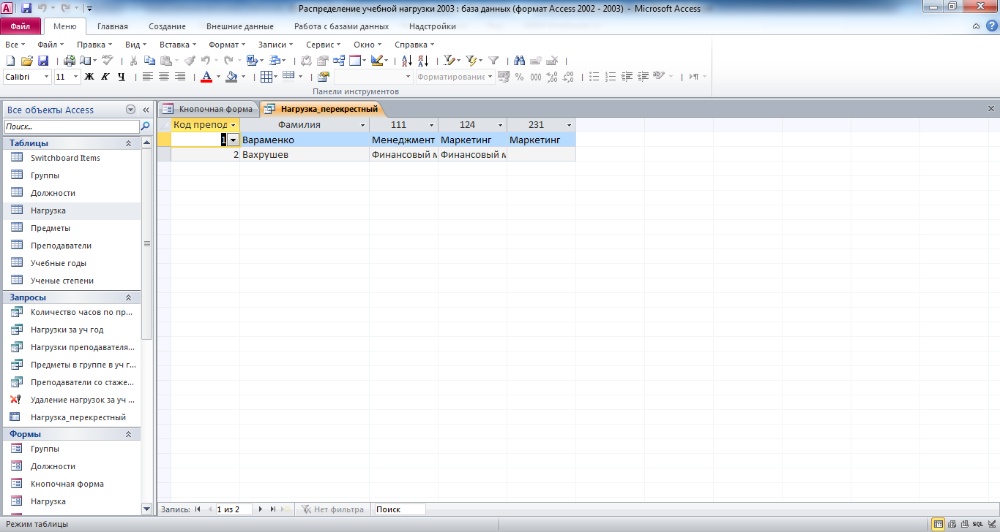 Распределение учебной нагрузки 2003 : база данных (формат Access 2002 - 2003) - Microsoft Access
Файл Меню Главная Создание Внешние данные Работа с базами данных Надстройки
Все Файл Правка Вид Вставка Формат Записи Сервис Окно Справка
Calibri 11 Ж К Ч А Форматирование % 000
Панели инструментов
Все объекты Access
Поиск...
Таблицы
Switchboard Items
Группы
Должности
Нагрузка
Предметы
Преподаватели
Учебные годы
Ученые степени
Запросы
Количество часов по пр...
Нагрузки за уч год
Нагрузки преподавателя...
Предметы в группе в уч г...
Преподаватели со стаже...
Удаление нагрузок за уч ...
Нагрузка_перекрестный
Формы
Группы
Должности
Кнопочная форма
Нагрузка
Кнопочная форма Нагрузка_перекрестный
Код препод Фамилия 111 124 231
1 Вараменко Менеджмент Маркетинг Маркетинг
2 Вахрушев Финансовый м Финансовый м
Запись: 1 из 2 Нет фильтра Поиск
Режим таблицы SQL